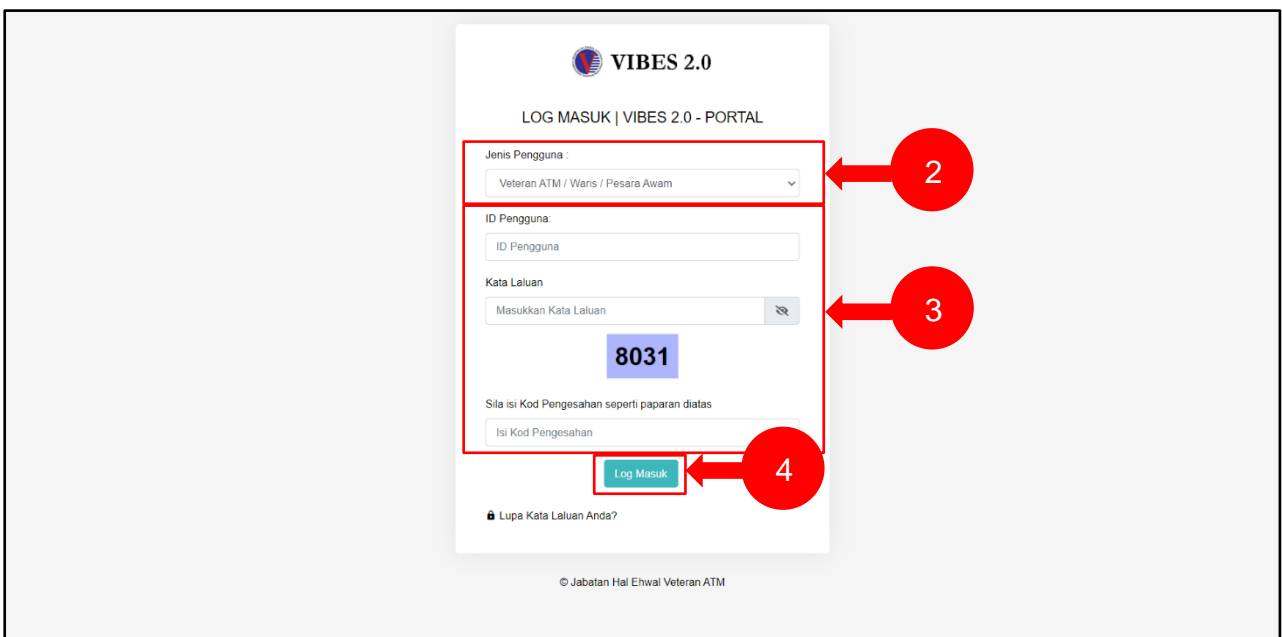 VIBES 2.0
LOG MASUK | VIBES 2.0 - PORTAL
Jenis Pengguna :
Veteran ATM / Waris / Pesara Awam
2
ID Pengguna:
ID Pengguna
Kata Laluan
Masukkan Kata Laluan
3
8031
Sila isi Kod Pengesahan seperti paparan diatas
Isi Kod Pengesahan
Log Masuk
4
Lupa Kata Laluan Anda?
© Jabatan Hal Ehwal Veteran ATM